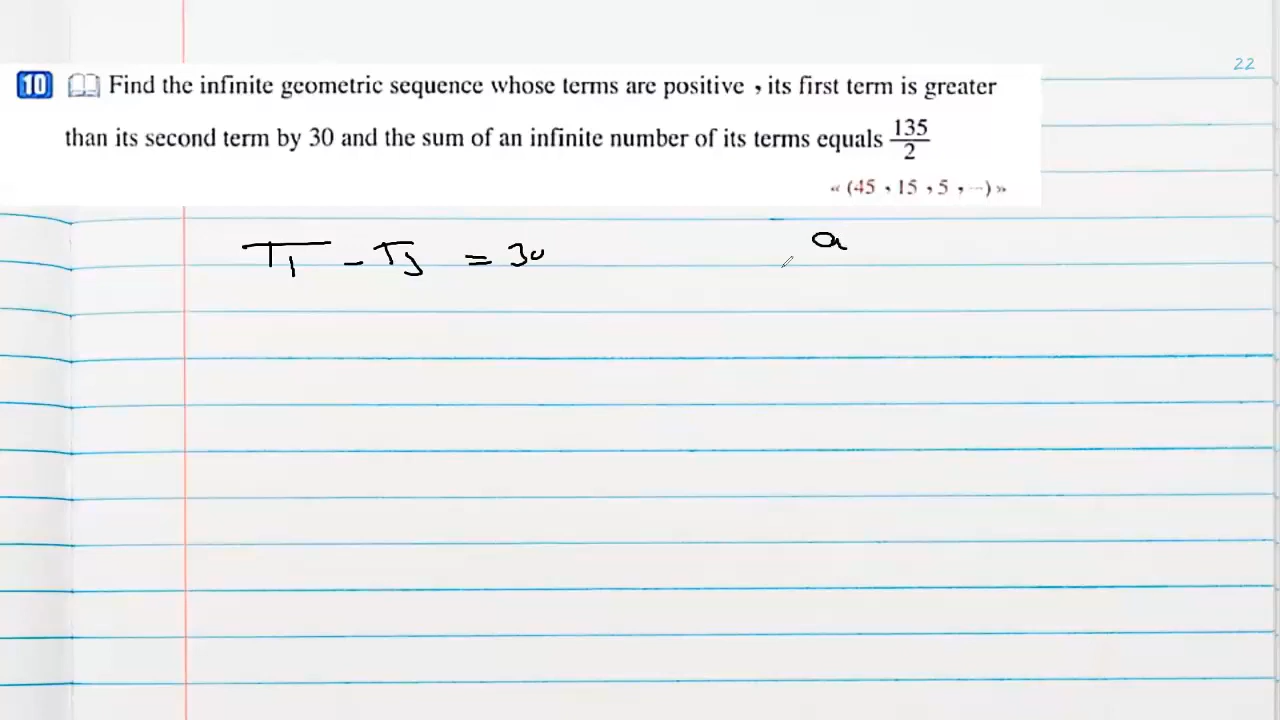 22
10 Find the infinite geometric sequence whose terms are positive , its first term is greater
than its second term by 30 and the sum of an infinite number of its terms equals 135/2
« (45 , 15 , 5 , ...) »
T1 - T2 = 30
a